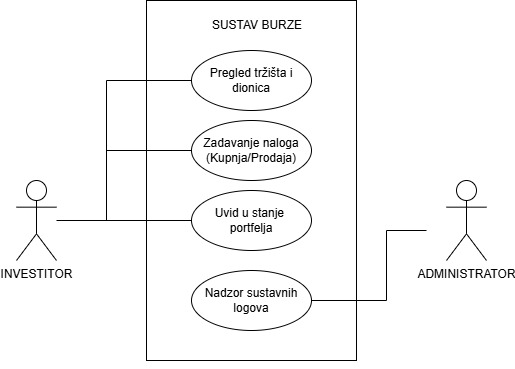 SUSTAV BURZE
Pregled tržišta i
dionica
Zadavanje naloga
(Kupnja/Prodaja)
Uvid u stanje
portfelja
INVESTITOR
ADMINISTRATOR
Nadzor sustavnih
logova